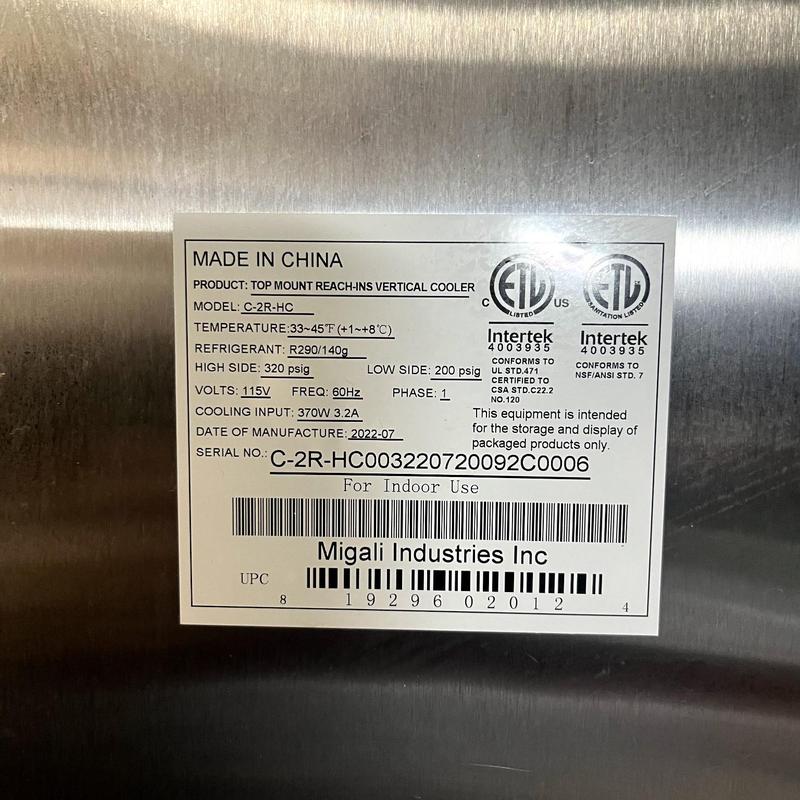 MADE IN CHINA
PRODUCT: TOP MOUNT REACH-INS VERTICAL COOLER
MODEL: C-2R-HC
TEMPERATURE:33~45℉(+1~+8℃)
REFRIGERANT: R290/140g
HIGH SIDE: 320 psig LOW SIDE: 200 psig
VOLTS: 115V FREQ: 60Hz PHASE: 1
COOLING INPUT: 370W 3.2A
DATE OF MANUFACTURE: 2022-07
SERIAL NO.: C-2R-HC003220720092C0006
C ETL US
LISTED
Intertek
4003935
CONFORMS TO
UL STD.471
CERTIFIED TO
CSA STD.C22.2
NO.120
ETL
SANITATION LISTED
Intertek
4003935
CONFORMS TO
NSF/ANSI STD. 7
This equipment is intended
for the storage and display of
packaged products only.
For Indoor Use
Migali Industries Inc
UPC
8 19296 02012 4